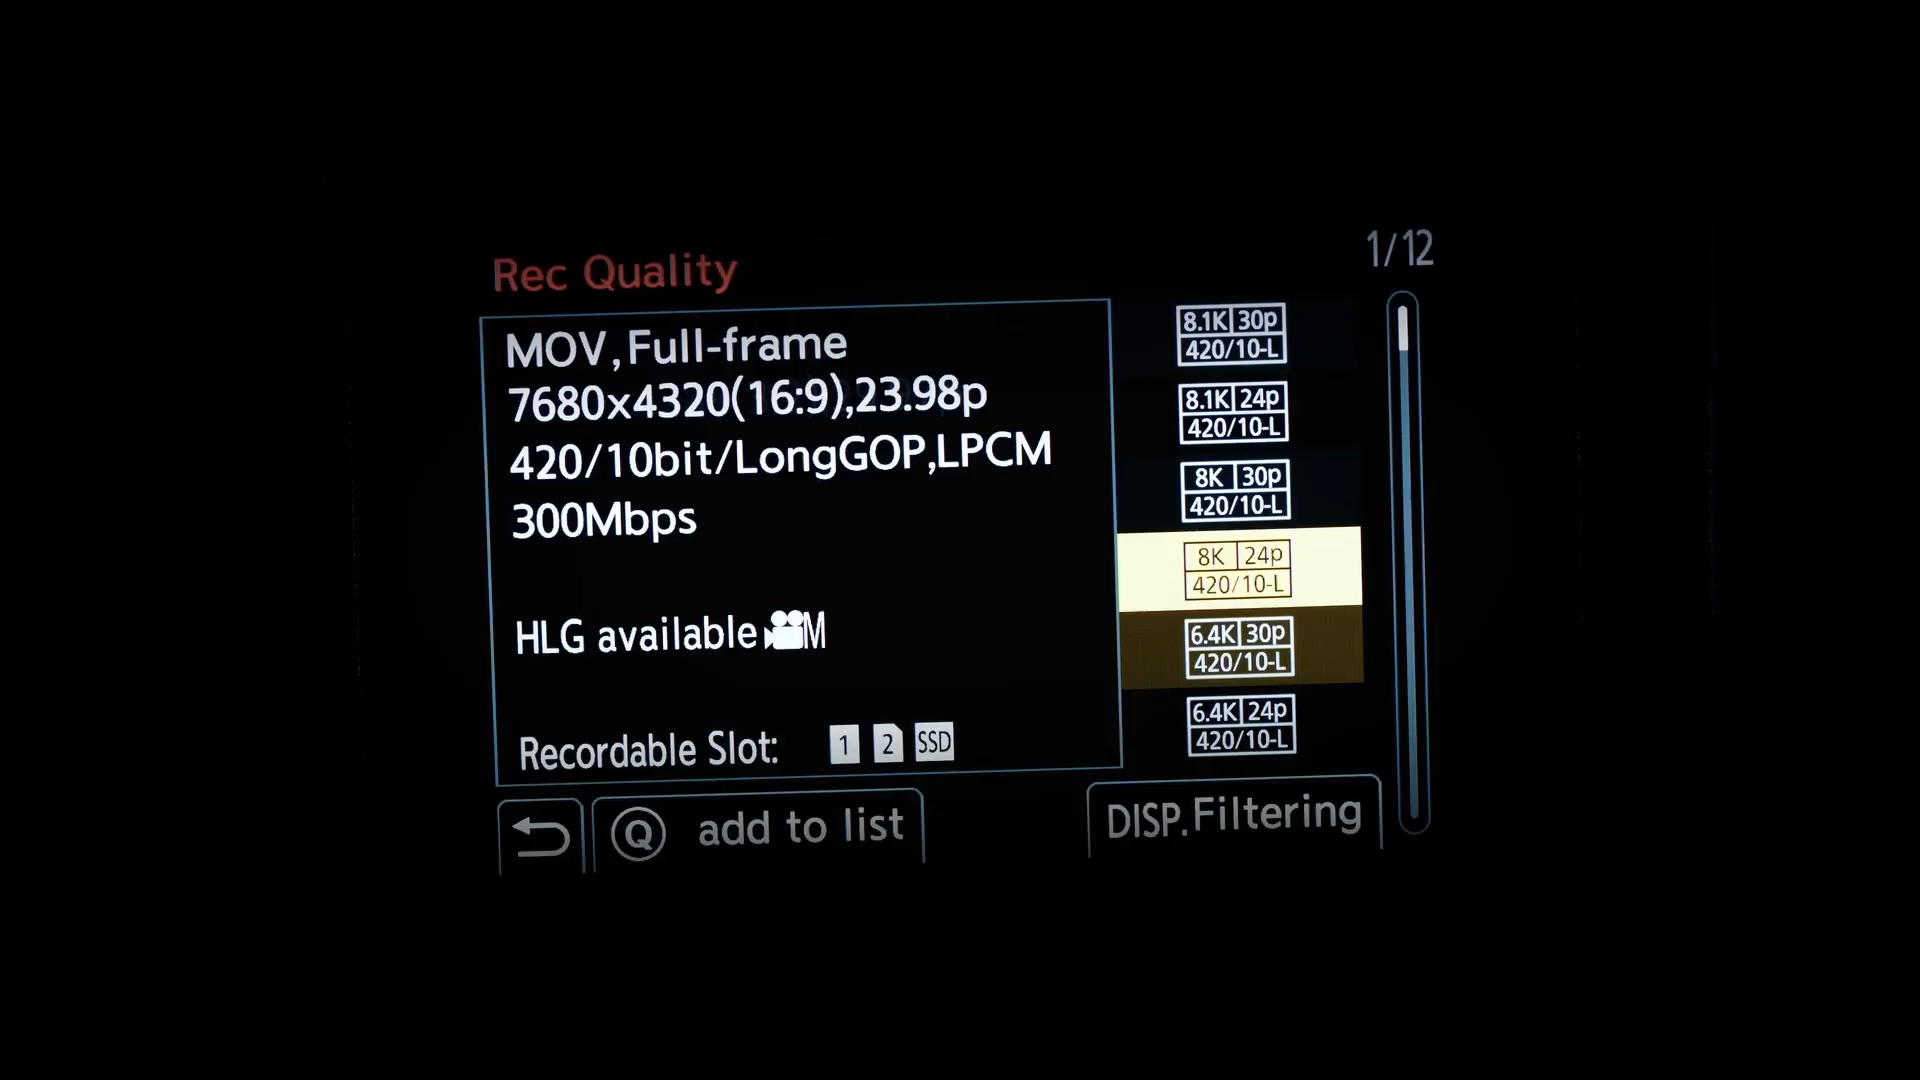 Rec Quality
1/12
MOV,Full-frame
7680x4320(16:9),23.98p
420/10bit/LongGOP,LPCM
300Mbps
HLG available M
Recordable Slot: 1 2 SSD
8.1K 30p
420/10-L
8.1K 24p
420/10-L
8K 30p
420/10-L
8K 24p
420/10-L
6.4K 30p
420/10-L
6.4K 24p
420/10-L
Q add to list
DISP.Filtering